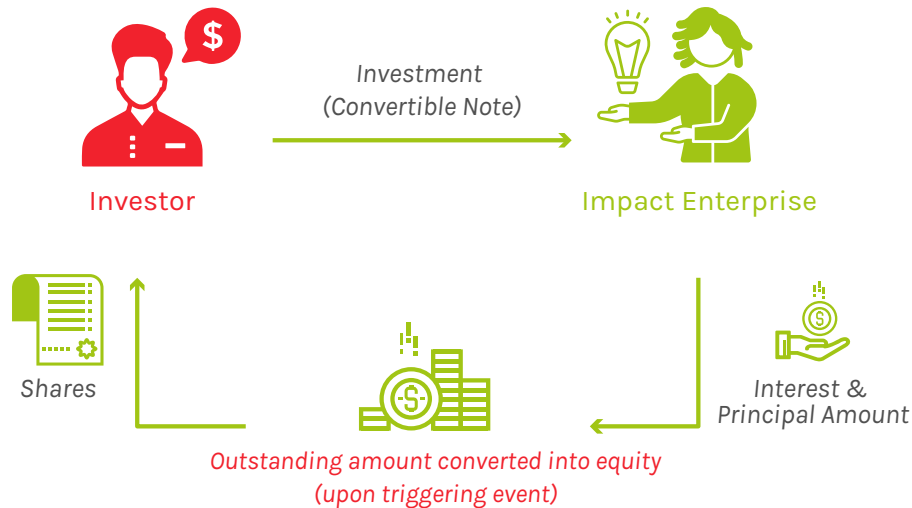 $
Investment
(Convertible Note)
Investor
Impact Enterprise
Shares
$
$
Interest &
Principal Amount
Outstanding amount converted into equity
(upon triggering event)